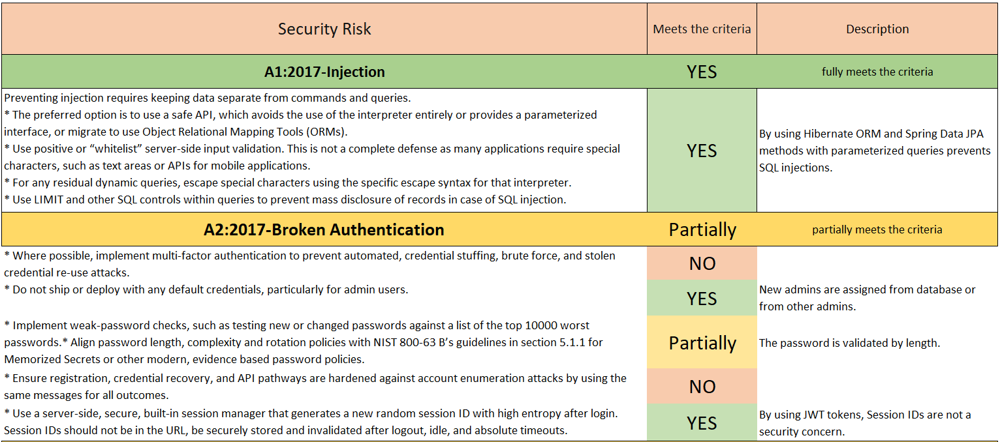 Security Risk
Meets the criteria
Description
A1:2017-Injection
YES
fully meets the criteria
Preventing injection requires keeping data separate from commands and queries.
* The preferred option is to use a safe API, which avoids the use of the interpreter entirely or provides a parameterized
interface, or migrate to use Object Relational Mapping Tools (ORMs).
* Use positive or “whitelist” server-side input validation. This is not a complete defense as many applications require special
characters, such as text areas or APIs for mobile applications.
* For any residual dynamic queries, escape special characters using the specific escape syntax for that interpreter.
* Use LIMIT and other SQL controls within queries to prevent mass disclosure of records in case of SQL injection.
YES
By using Hibernate ORM and Spring Data JPA
methods with parameterized queries prevents
SQL injections.
A2:2017-Broken Authentication
Partially
partially meets the criteria
* Where possible, implement multi-factor authentication to prevent automated, credential stuffing, brute force, and stolen
credential re-use attacks.
NO
* Do not ship or deploy with any default credentials, particularly for admin users.
YES
New admins are assigned from database or
from other admins.
* Implement weak-password checks, such as testing new or changed passwords against a list of the top 10000 worst
passwords.* Align password length, complexity and rotation policies with NIST 800-63 B’s guidelines in section 5.1.1 for
Memorized Secrets or other modern, evidence based password policies.
Partially
The password is validated by length.
* Ensure registration, credential recovery, and API pathways are hardened against account enumeration attacks by using the
same messages for all outcomes.
NO
* Use a server-side, secure, built-in session manager that generates a new random session ID with high entropy after login.
Session IDs should not be in the URL, be securely stored and invalidated after logout, idle, and absolute timeouts.
YES
By using JWT tokens, Session IDs are not a
security concern.